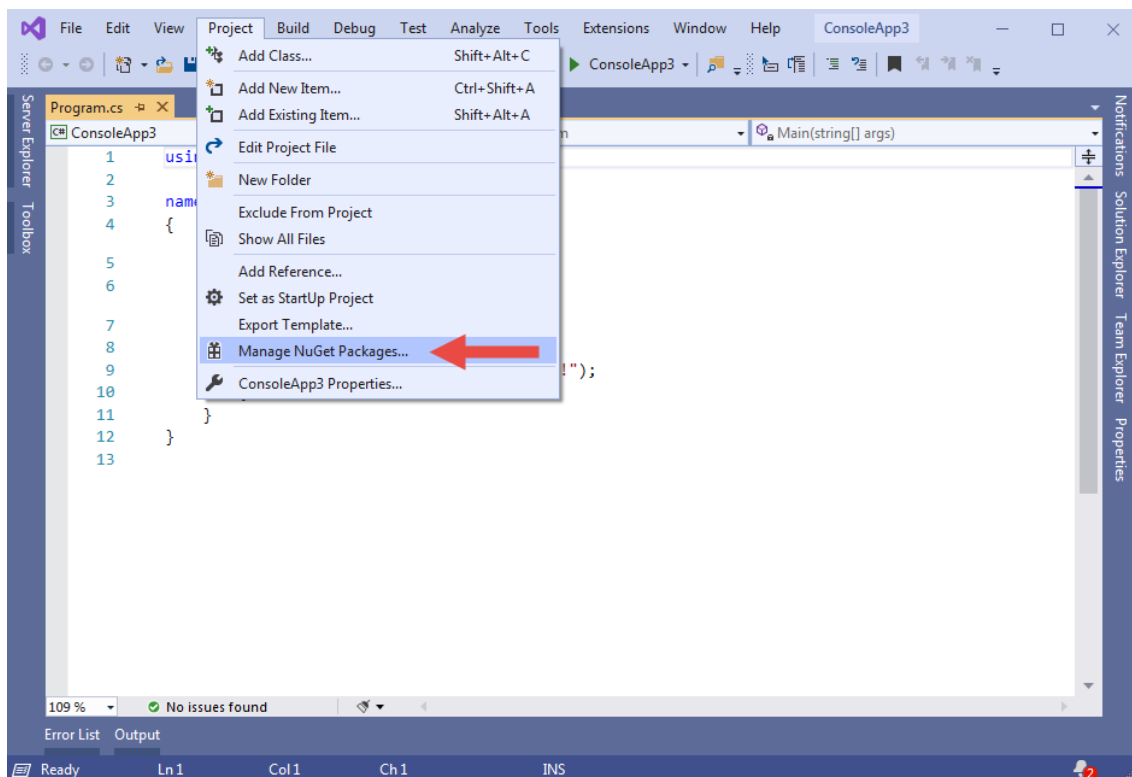 File Edit View Project Build Debug Test Analyze Tools Extensions Window Help ConsoleApp3
ConsoleApp3
Server Explorer
Toolbox
Program.cs
C# ConsoleApp3
Main(string[] args)
Add Class... Shift+Alt+C
Add New Item... Ctrl+Shift+A
Add Existing Item... Shift+Alt+A
Edit Project File
New Folder
Exclude From Project
Show All Files
Add Reference...
Set as StartUp Project
Export Template...
Manage NuGet Packages...
ConsoleApp3 Properties...
1 usin
2
3 name
4 {
5
6
7
8
9 !");
10
11 }
12 }
13
Notifications
Solution Explorer
Team Explorer
Properties
109 % No issues found
Error List Output
Ready Ln 1 Col 1 Ch 1 INS 2